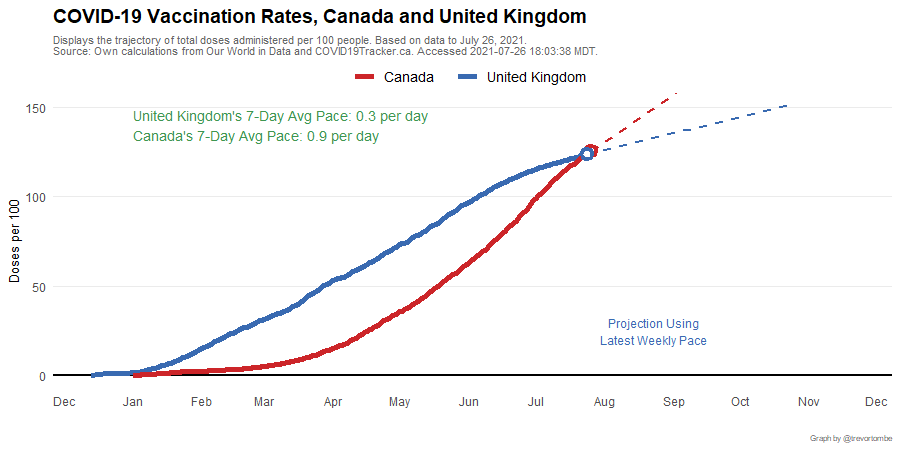 COVID-19 Vaccination Rates, Canada and United Kingdom
Displays the trajectory of total doses administered per 100 people. Based on data to July 26, 2021.
Source: Own calculations from Our World in Data and COVID19Tracker.ca. Accessed 2021-07-26 18:03:38 MDT.
Canada United Kingdom
United Kingdom's 7-Day Avg Pace: 0.3 per day
Canada's 7-Day Avg Pace: 0.9 per day
150
100
50
0
Doses per 100
Projection Using
Latest Weekly Pace
Dec Jan Feb Mar Apr May Jun Jul Aug Sep Oct Nov Dec
Graph by @trevortombe